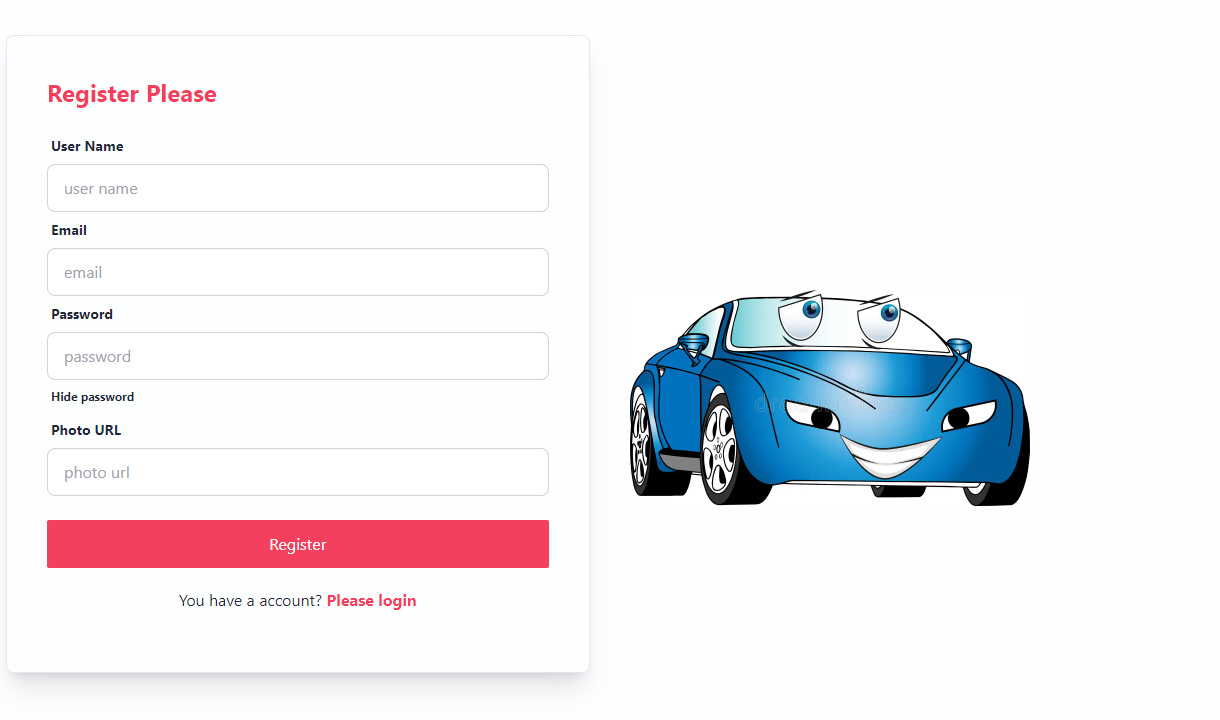 Register Please
User Name
user name
Email
email
Password
password
Hide password
Photo URL
photo url
Register
You have a account? Please login